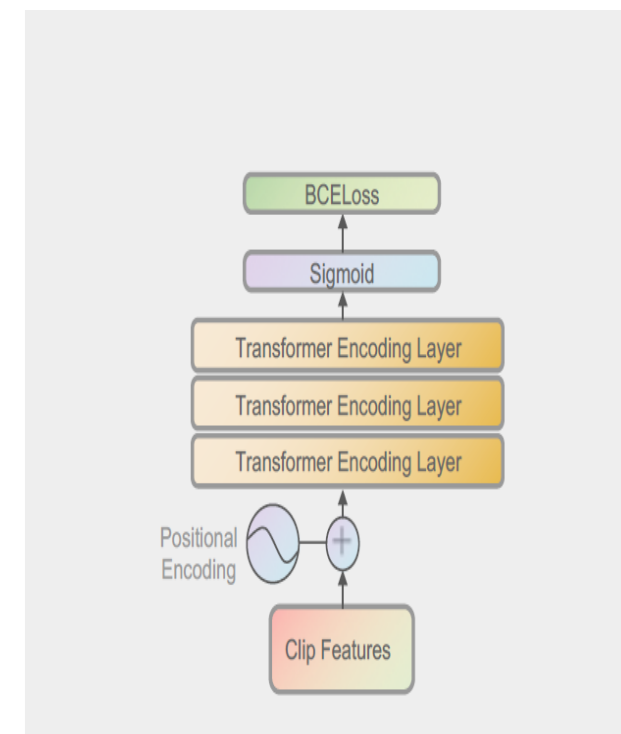 BCELoss
Sigmoid
Transformer Encoding Layer
Transformer Encoding Layer
Transformer Encoding Layer
Positional
Encoding
+
Clip Features